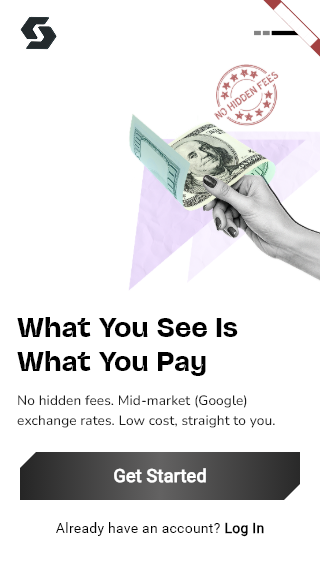 NO HIDDEN FEES
What You See Is
What You Pay
No hidden fees. Mid-market (Google)
exchange rates. Low cost, straight to you.
Get Started
Already have an account? Log In